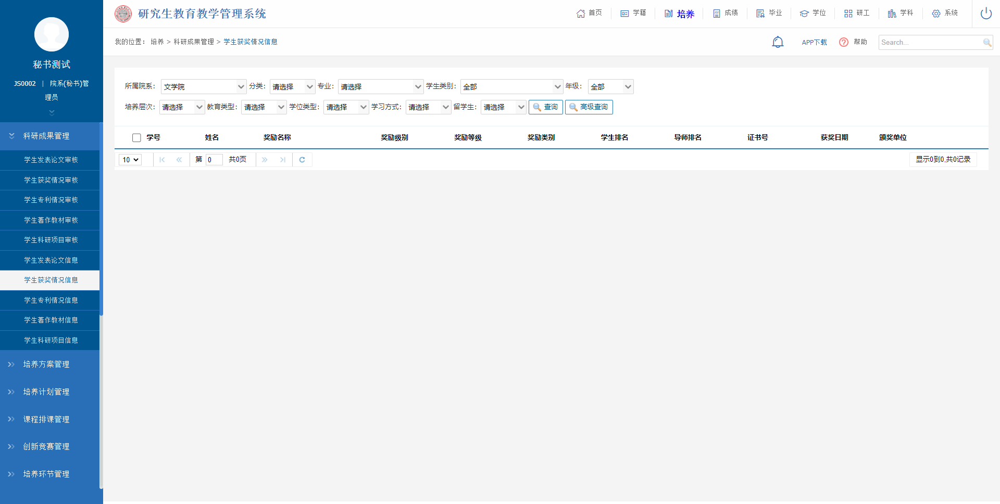 研究生教育教学管理系统
首页 学籍 培养 成绩 毕业 学位 研工 学科 系统
我的位置： 培养 > 科研成果管理 > 学生获奖情况信息
APP下载 帮助 Search...
秘书测试
JS0002 | 院系(秘书)管
理员
科研成果管理
学生发表论文审核
学生获奖情况审核
学生专利情况审核
学生著作教材审核
学生科研项目审核
学生发表论文信息
学生获奖情况信息
学生专利情况信息
学生著作教材信息
学生科研项目信息
培养方案管理
培养计划管理
课程排课管理
创新竞赛管理
培养环节管理
所属院系： 文学院 分类： 请选择 专业： 请选择 学生类别： 全部 年级： 全部
培养层次： 请选择 教育类型： 请选择 学位类型： 请选择 学习方式： 请选择 留学生： 请选择 查询 高级查询
学号 姓名 奖励名称 奖励级别 奖励等级 奖励类别 学生排名 导师排名 证书号 获奖日期 颁奖单位
10 第 0 共0页 显示0到0,共0记录